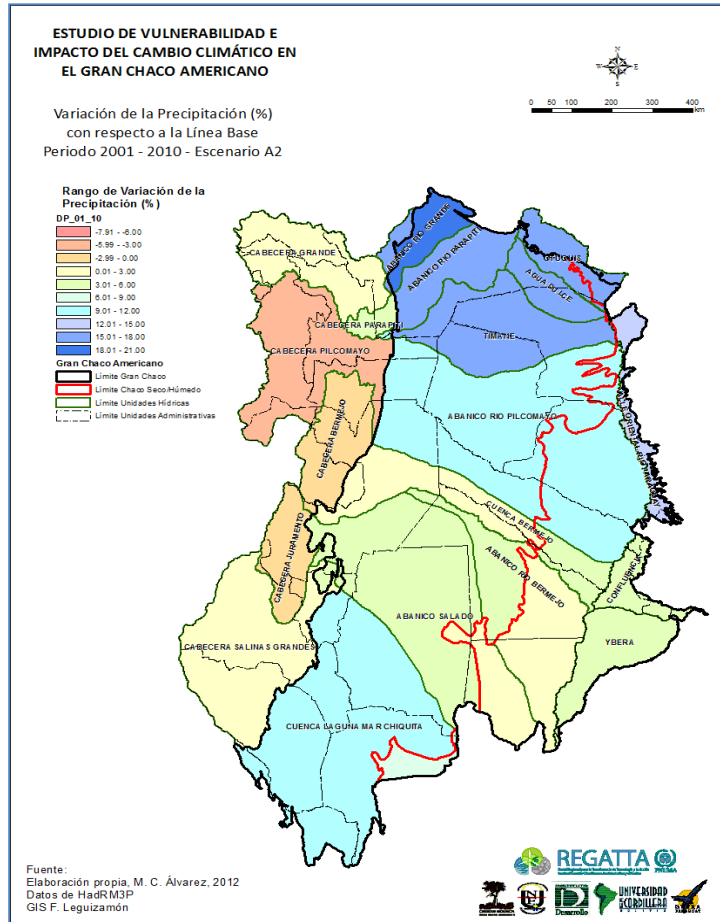 ESTUDIO DE VULNERABILIDAD E
IMPACTO DEL CAMBIO CLIMÁTICO EN
EL GRAN CHACO AMERICANO
Variación de la Precipitación (%)
con respecto a la Línea Base
Periodo 2001 - 2010 - Escenario A2
N
W E
S
0 50 100 200 300 400
km
Rango de Variación de la
Precipitación (%)
DP_01_10
-7.91 - -6.00
-5.99 - -3.00
-2.99 - 0.00
0.01 - 3.00
3.01 - 6.00
6.01 - 9.00
9.01 - 12.00
12.01 - 15.00
15.01 - 18.00
18.01 - 21.00
Gran Chaco Americano
Límite Gran Chaco
Límite Chaco Seco/Húmedo
Límite Unidades Hídricas
Límite Unidades Administrativas
CABECERA GRANDE
ABANICO RIO GRANDE
ABANICO RIO PARAPITI
AGUA DULCE
CABECERA PARAPITI
TIMANE
CABECERA PILCOMAYO
CABECERA BERMEJO
ABANICO RIO PILCOMAYO
CUENCA BERMEJO
ABANICO RIO BERMEJO
CONFLUENCIA
CABECERA JURAMENTO
ABANICO SALADO
YBERA
CABECERA SALINAS GRANDES
CUENCA LAGUNA MAR CHIQUITA
Fuente:
Elaboración propia, M. C. Álvarez, 2012
Datos de HadRM3P
GIS F. Leguizamón
REGATTA
PNUMA
Desarrollo
UNIVERSIDAD